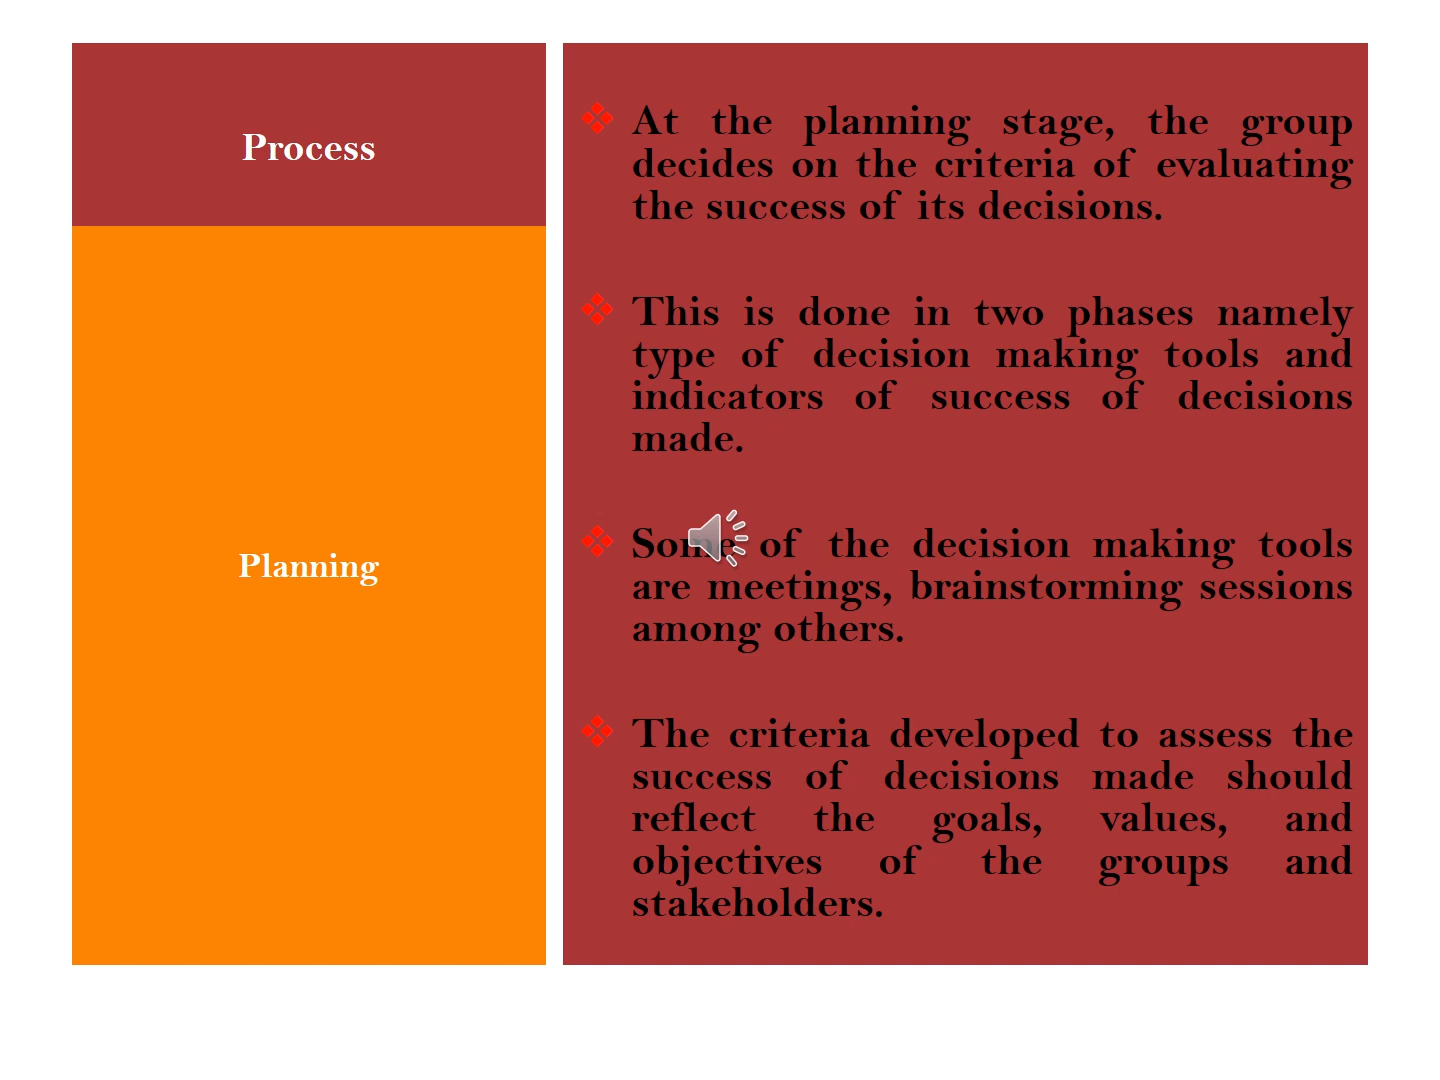 Process
Planning
At the planning stage, the group
decides on the criteria of evaluating
the success of its decisions.
This is done in two phases namely
type of decision making tools and
indicators of success of decisions
made.
Some of the decision making tools
are meetings, brainstorming sessions
among others.
The criteria developed to assess the
success of decisions made should
reflect the goals, values, and
objectives of the groups and
stakeholders.